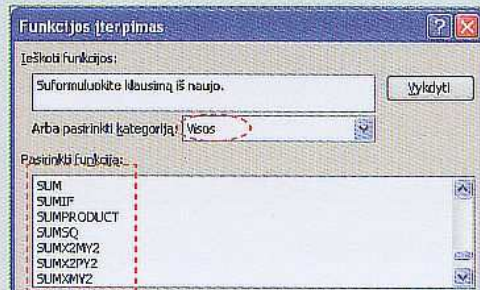 Funkcijos įterpimas
Ieškoti funkcijos:
Suformuluokite klausimą iš naujo.
Vykdyti
Arba pasirinkti kategoriją: Visos
Pasirinkti funkciją:
SUM
SUMIF
SUMPRODUCT
SUMSQ
SUMX2MY2
SUMX2PY2
SUMXMY2